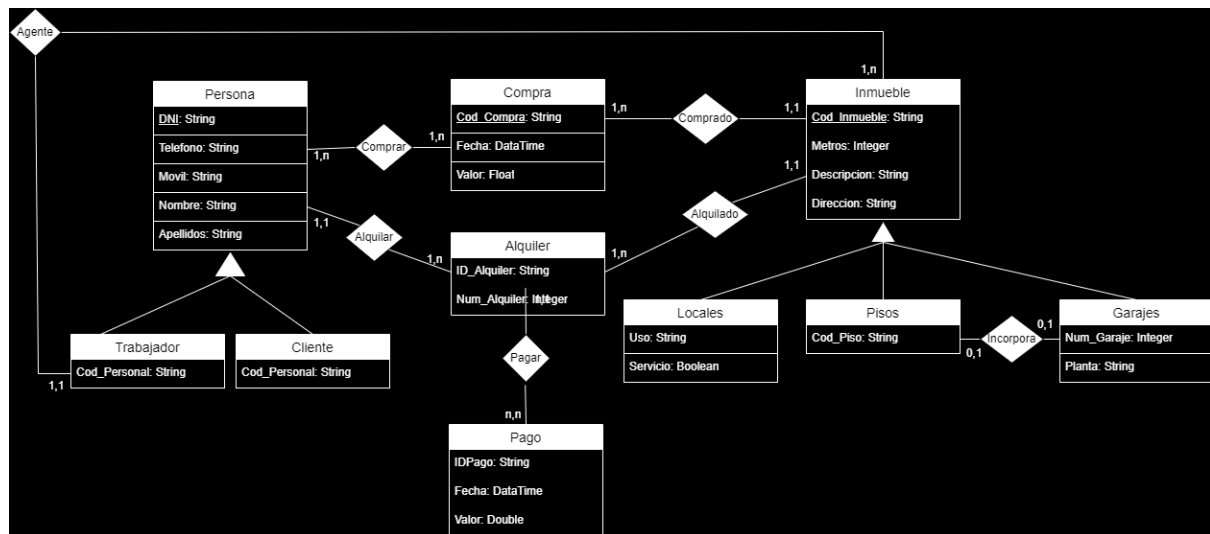 Agente
1,n
Persona
DNI: String
Telefono: String
Movil: String
Nombre: String
Apellidos: String
1,n
Comprar
1,n
Compra
Cod_Compra: String
Fecha: DataTime
Valor: Float
1,n
Comprado
1,1
Inmueble
Cod_Inmueble: String
Metros: Integer
Descripcion: String
Direccion: String
1,1
Alquilar
1,n
Alquiler
ID_Alquiler: String
Num_Alquiler: Integer
1,n
Alquilado
1,1
1,1
Pagar
n,n
Pago
IDPago: String
Fecha: DataTime
Valor: Double
Trabajador
Cod_Personal: String
1,1
Cliente
Cod_Personal: String
Locales
Uso: String
Servicio: Boolean
Pisos
Cod_Piso: String
0,1
Incorpora
0,1
Garajes
Num_Garaje: Integer
Planta: String